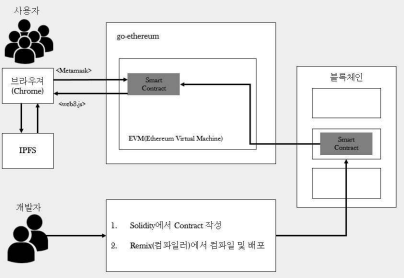 사용자
go-ethereum
<Metamask>
브라우져
(Chrome)
<web3.js>
Smart
Contract
EVM(Ethereum Virtual Machine)
IPFS
블록체인
Smart
Contract
개발자
1. Solidity에서 Contract 작성
2. Remix(컴파일러)에서 컴파일 및 배포